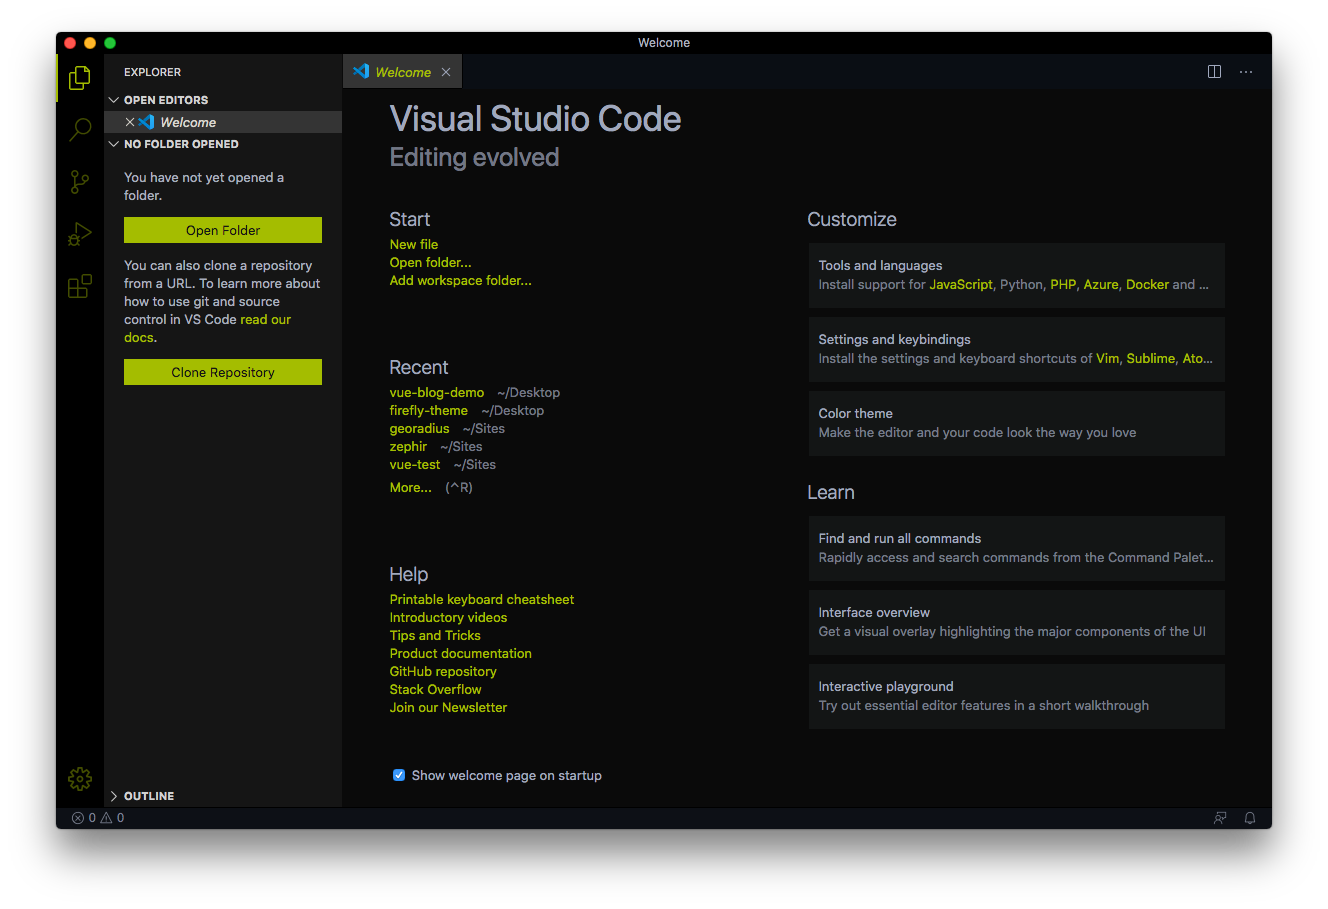 Welcome
EXPLORER
OPEN EDITORS
Welcome
NO FOLDER OPENED
You have not yet opened a
folder.
Open Folder
You can also clone a repository
from a URL. To learn more about
how to use git and source
control in VS Code read our
docs.
Clone Repository
OUTLINE
Welcome
Visual Studio Code
Editing evolved
Start
New file
Open folder...
Add workspace folder...
Recent
vue-blog-demo ~/Desktop
firefly-theme ~/Desktop
georadius ~/Sites
zephir ~/Sites
vue-test ~/Sites
More... (^R)
Help
Printable keyboard cheatsheet
Introductory videos
Tips and Tricks
Product documentation
GitHub repository
Stack Overflow
Join our Newsletter
Show welcome page on startup
Customize
Tools and languages
Install support for JavaScript, Python, PHP, Azure, Docker and ...
Settings and keybindings
Install the settings and keyboard shortcuts of Vim, Sublime, Ato...
Color theme
Make the editor and your code look the way you love
Learn
Find and run all commands
Rapidly access and search commands from the Command Palet...
Interface overview
Get a visual overlay highlighting the major components of the UI
Interactive playground
Try out essential editor features in a short walkthrough
0 0